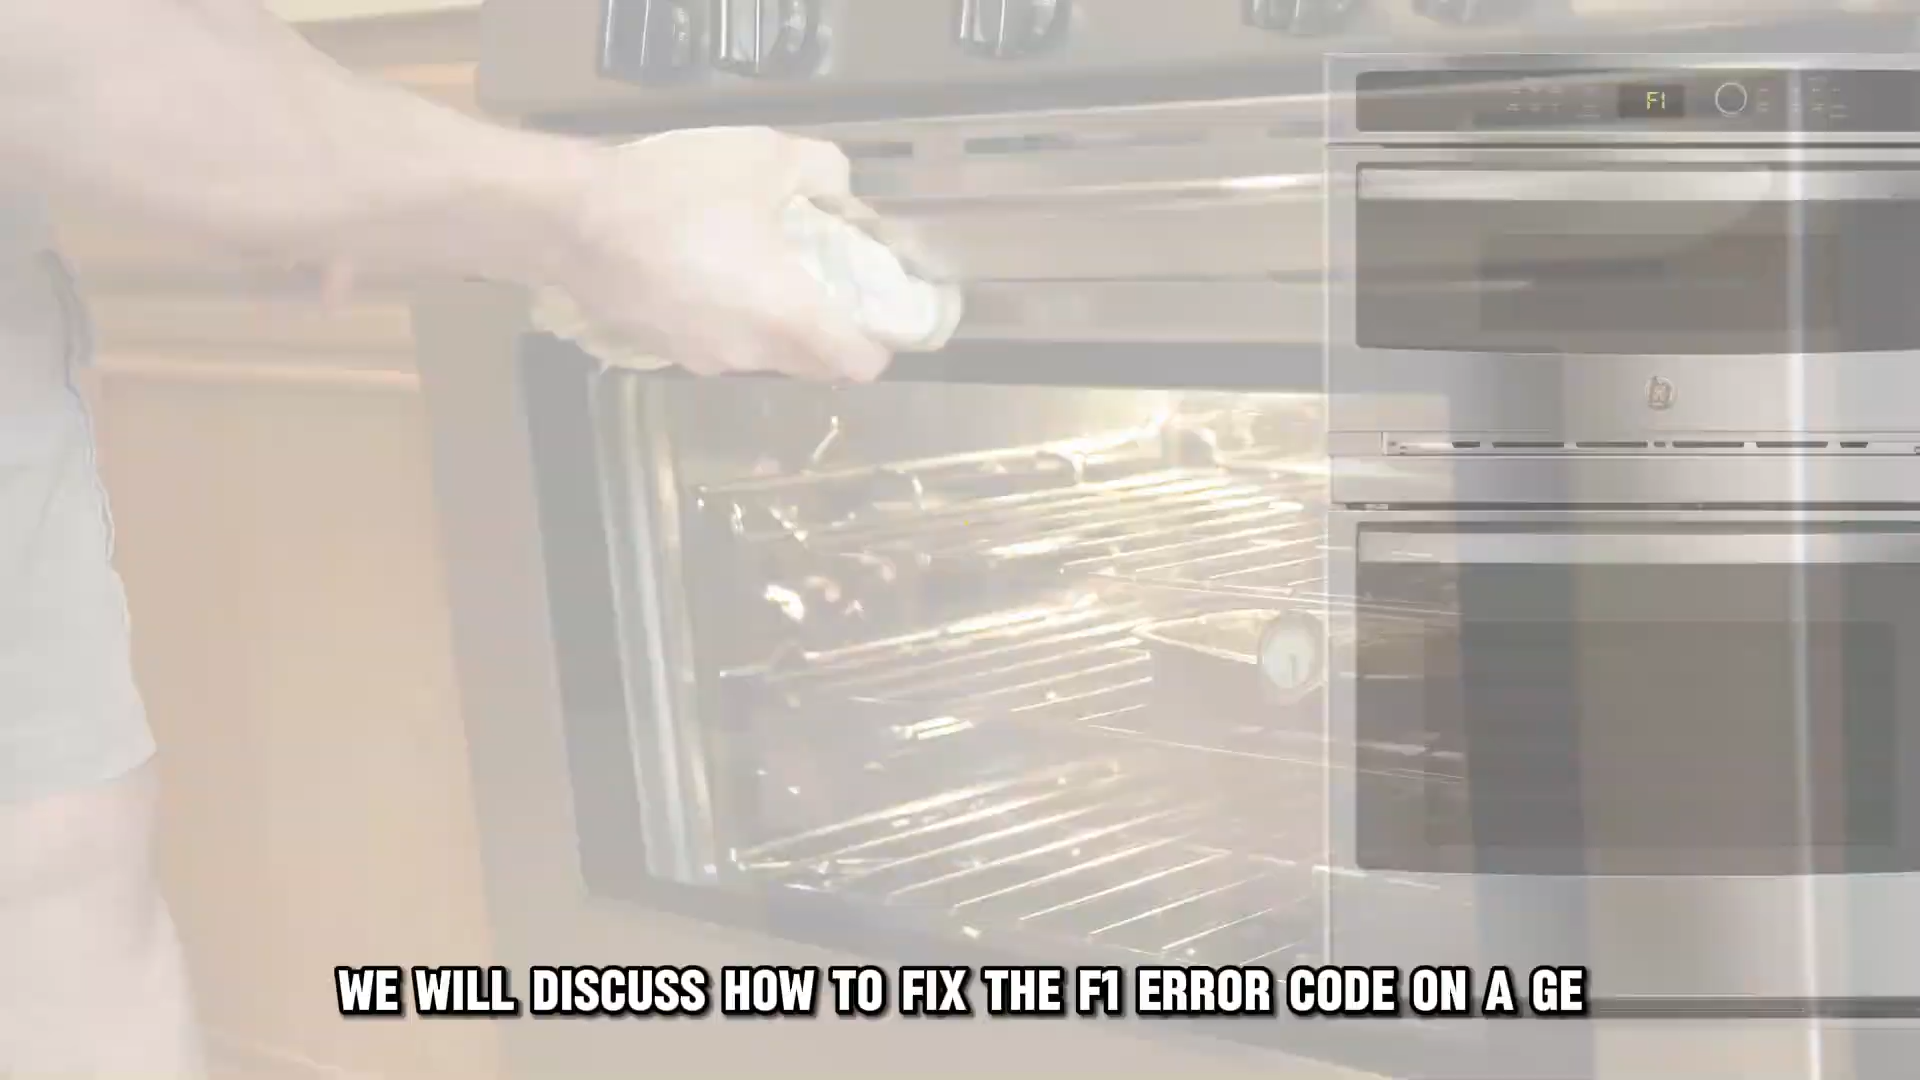 F1
WE WILL DISCUSS HOW TO FIX THE F1 ERROR CODE ON A GE